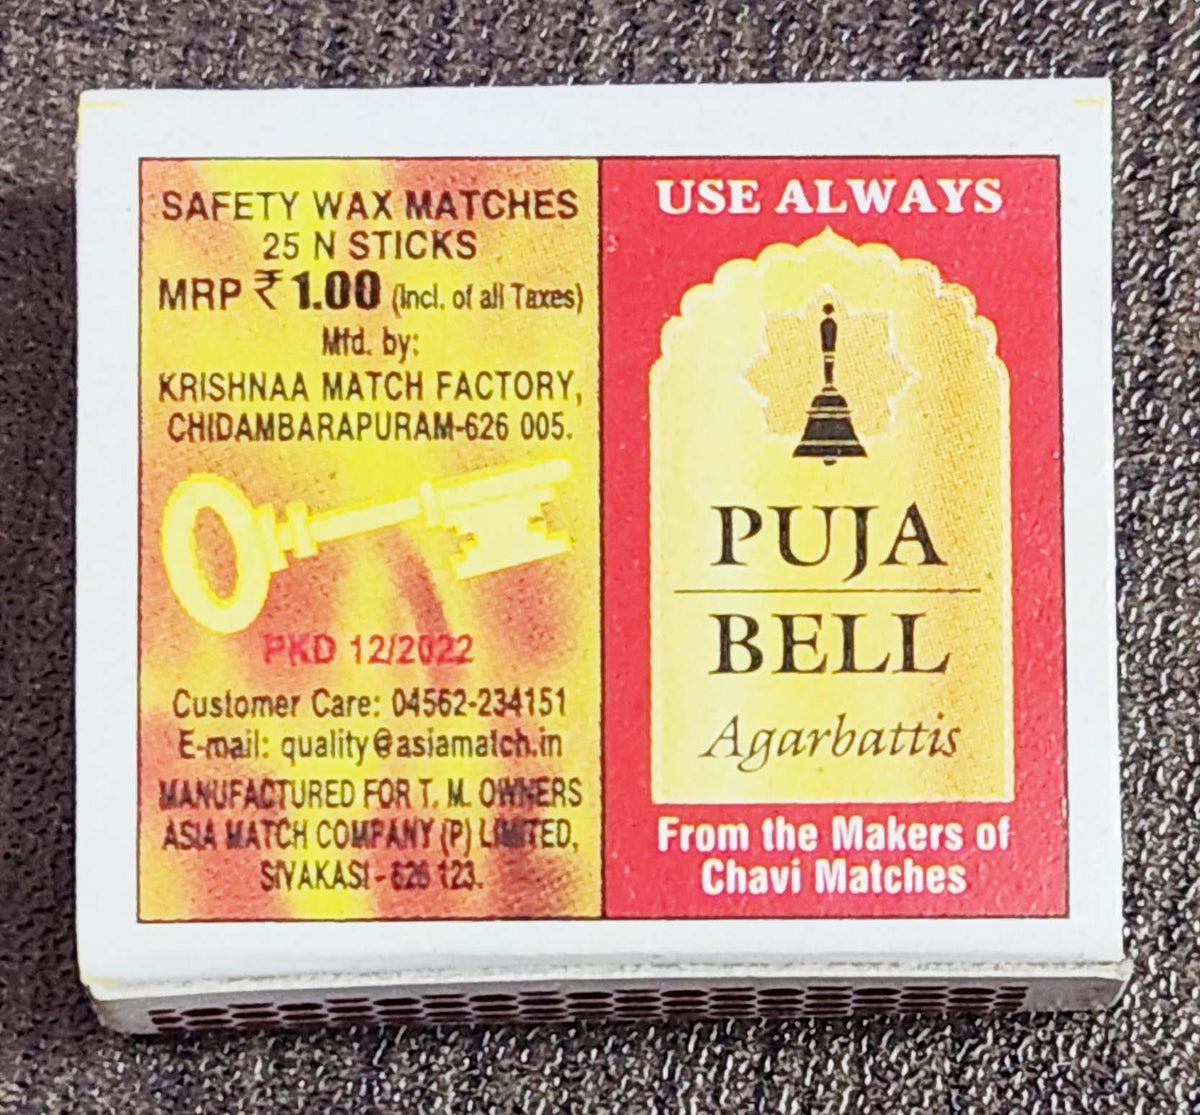 SAFETY WAX MATCHES
25 N STICKS
MRP ₹ 1.00 (Incl. of all Taxes)
Mfd. by:
KRISHNAA MATCH FACTORY,
CHIDAMBARAPURAM-626 005.
PKD 12/2022
Customer Care: 04562-234151
E-mail: quality@asiamatch.in
MANUFACTURED FOR T. M. OWNERS
ASIA MATCH COMPANY (P) LIMITED,
SIVAKASI - 626 123.
USE ALWAYS
PUJA
BELL
Agarbattis
From the Makers of
Chavi Matches